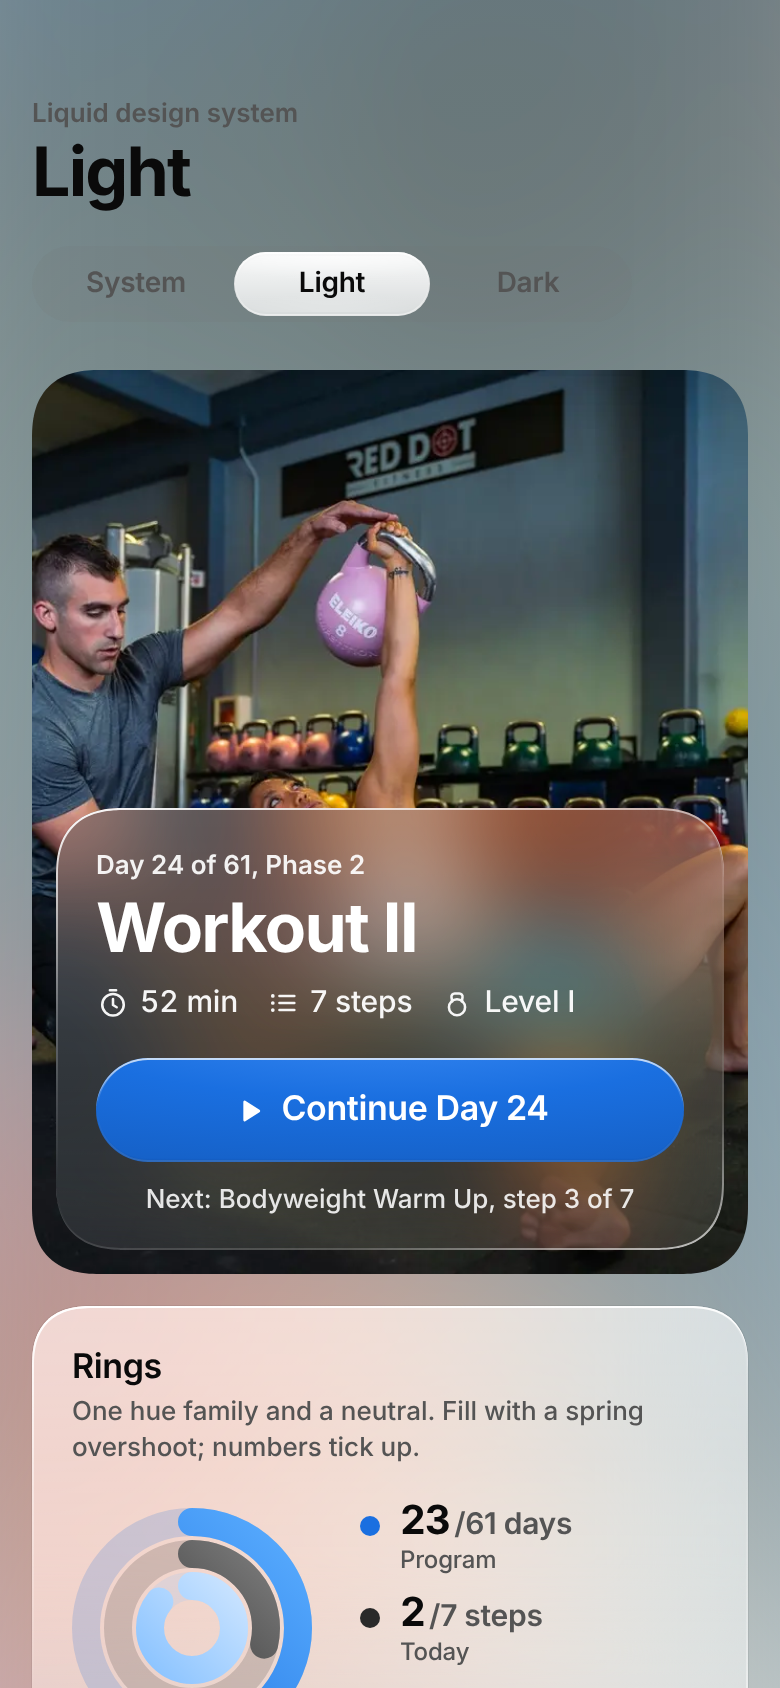 Liquid design system
Light
System Light Dark
RED DOT
FITNESS
ELEIKO
8
Day 24 of 61, Phase 2
Workout II
52 min 7 steps Level I
Continue Day 24
Next: Bodyweight Warm Up, step 3 of 7
Rings
One hue family and a neutral. Fill with a spring
overshoot; numbers tick up.
23/61 days
Program
2/7 steps
Today